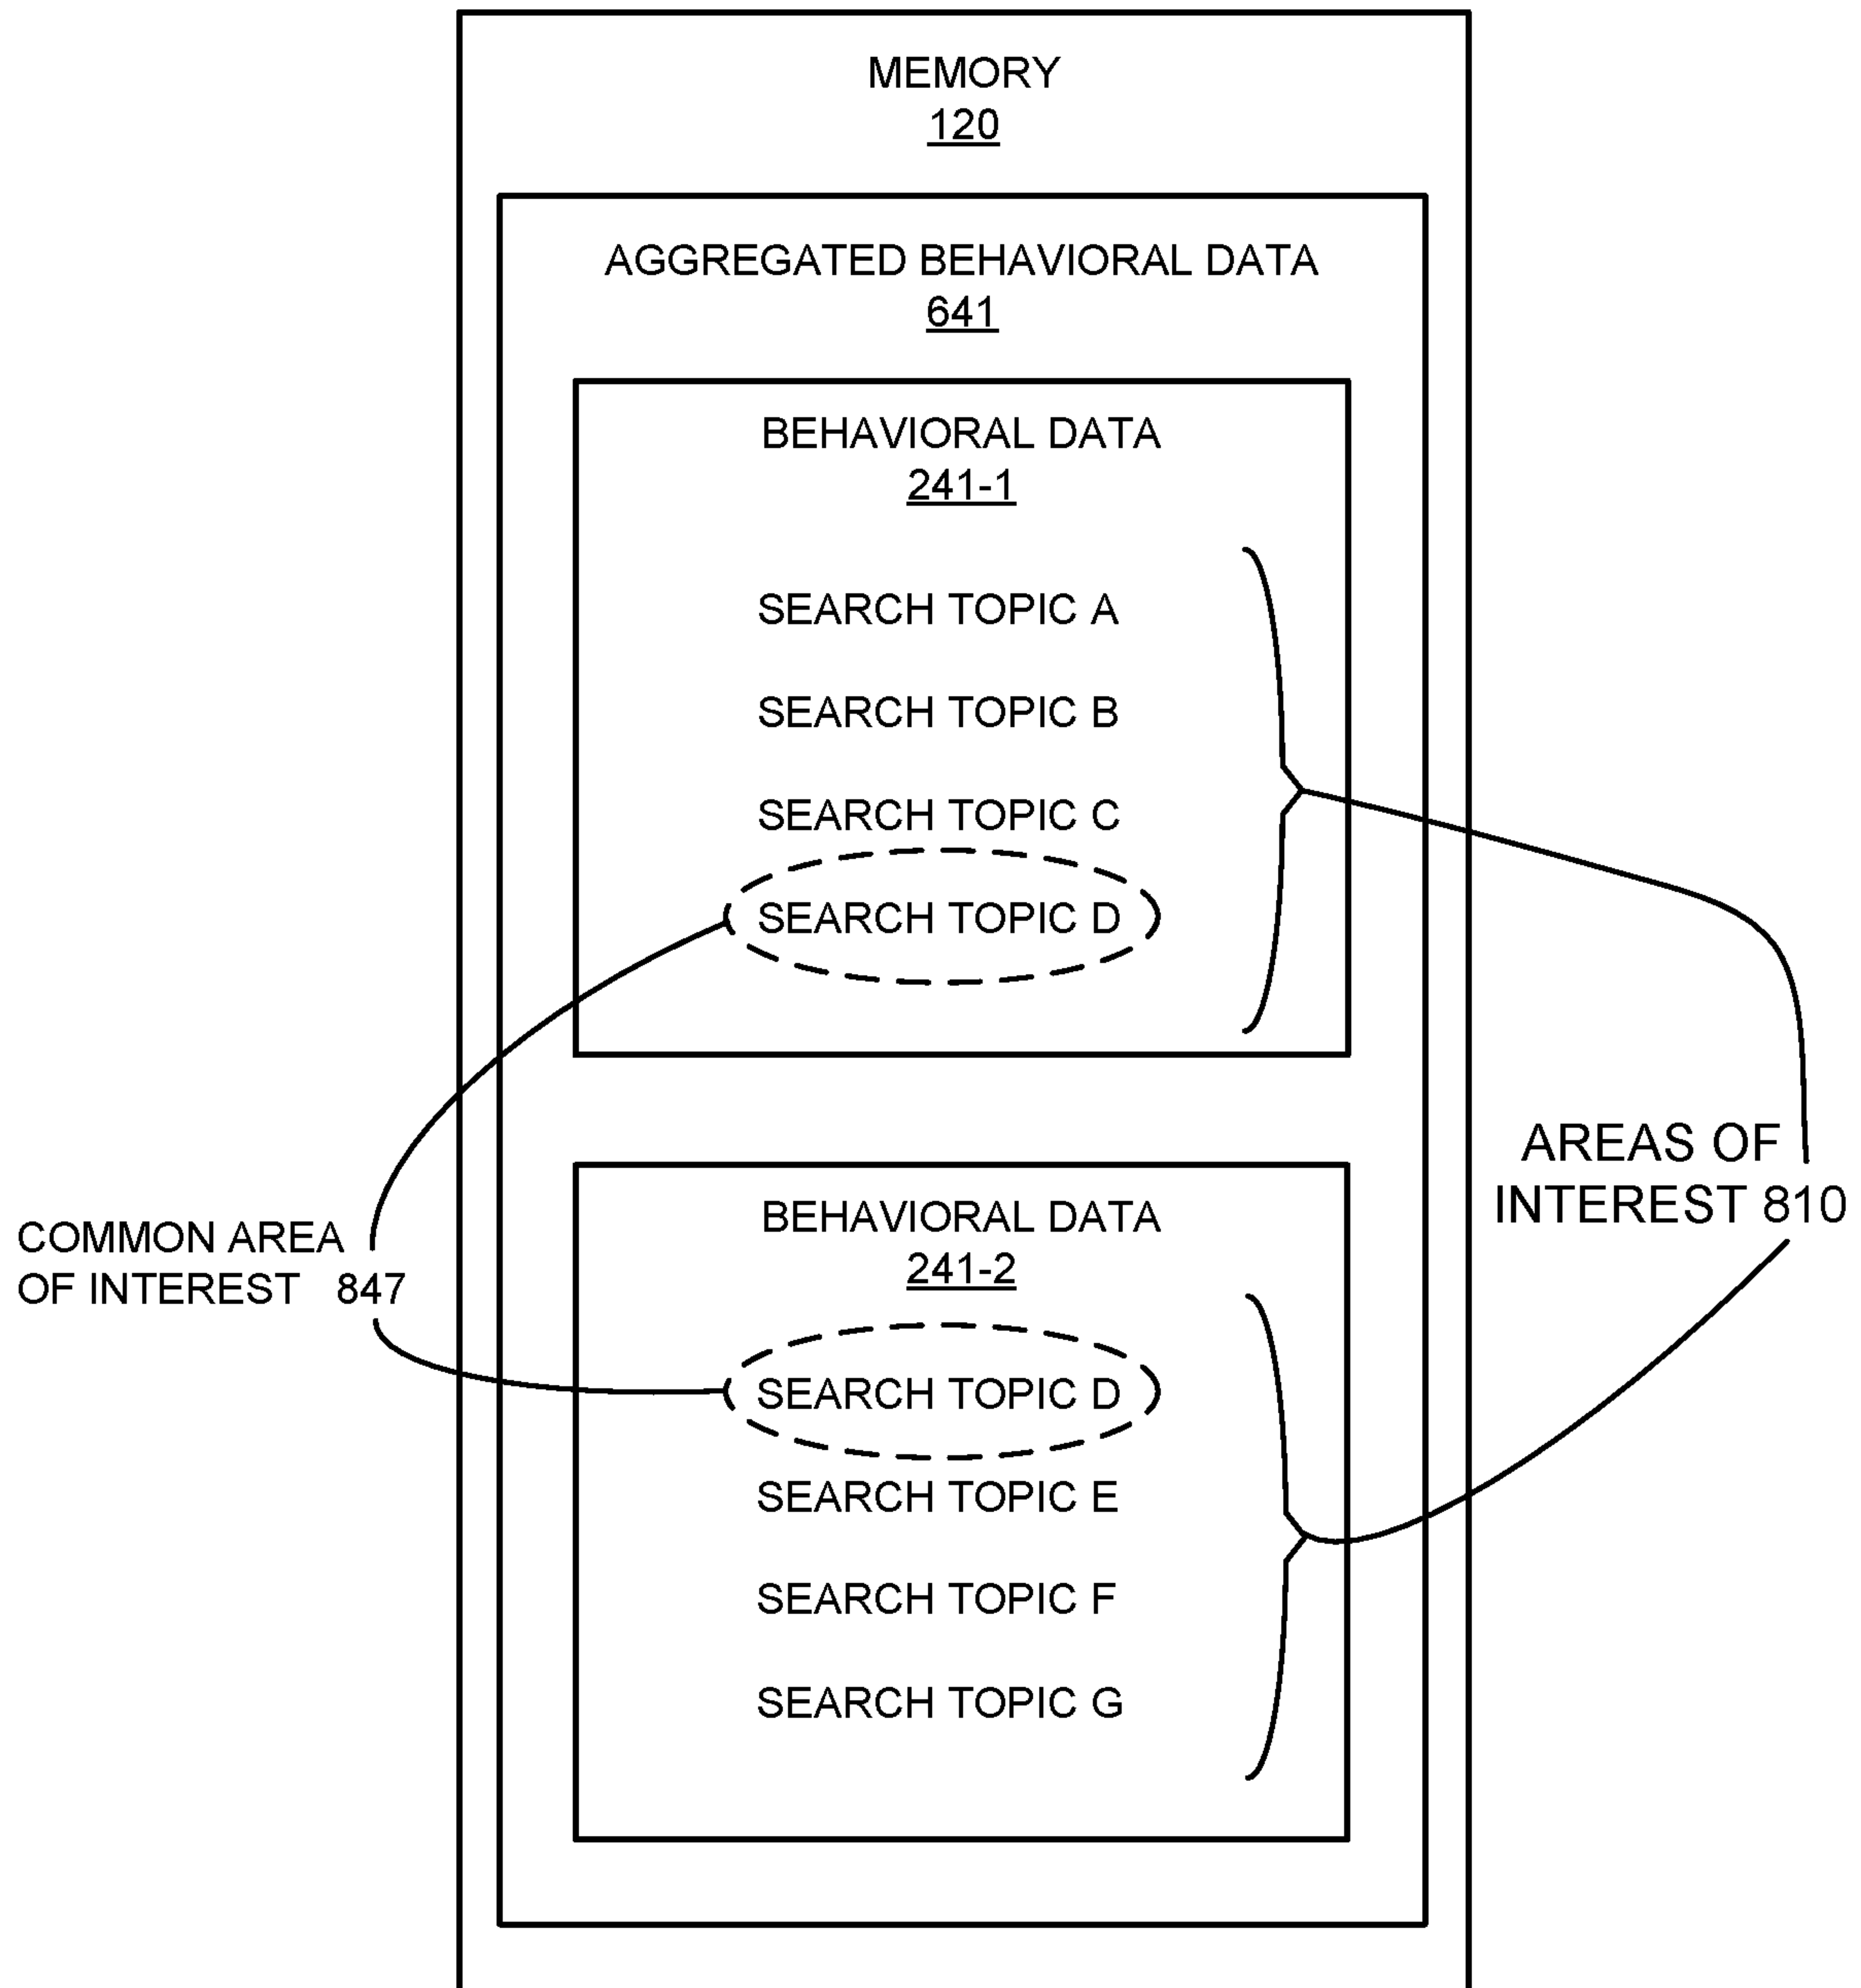 MEMORY
120
AGGREGATED BEHAVIORAL DATA
641
BEHAVIORAL DATA
241-1
SEARCH TOPIC A
SEARCH TOPIC B
SEARCH TOPIC C
SEARCH TOPIC D
BEHAVIORAL DATA
241-2
SEARCH TOPIC D
SEARCH TOPIC E
SEARCH TOPIC F
SEARCH TOPIC G
COMMON AREA
OF INTEREST 847
AREAS OF
INTEREST 810